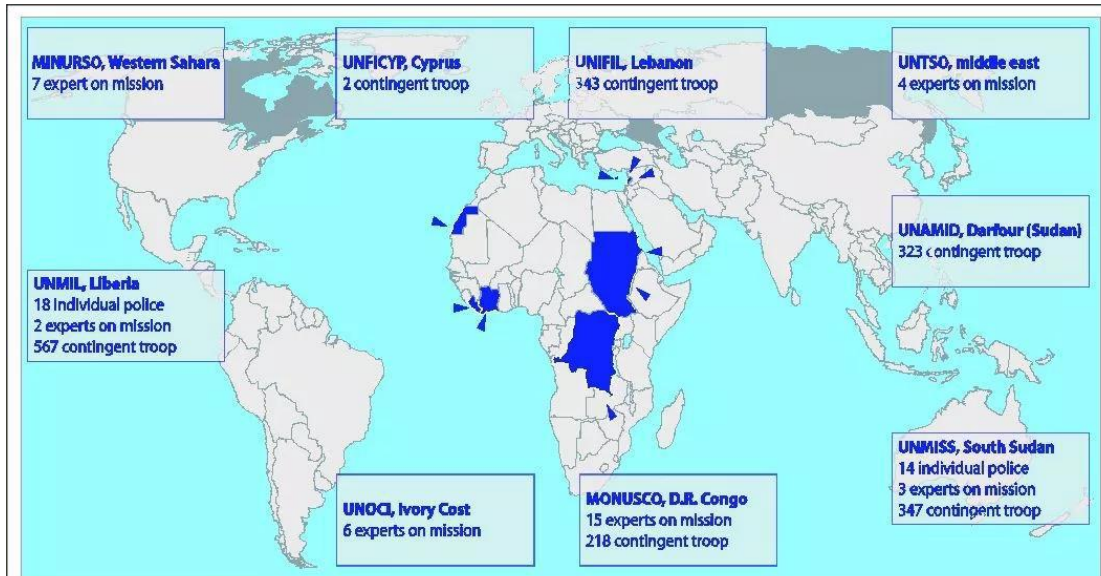 MINURSO, Western Sahara
7 expert on mission
UNFICYP, Cyprus
2 contingent troop
UNIFIL, Lebanon
343 contingent troop
UNTSO, middle east
4 experts on mission
UNAMID, Darfour (Sudan)
323 contingent troop
UNMIL, Liberia
18 individual police
2 experts on mission
567 contingent troop
UNMISS, South Sudan
14 individual police
3 experts on mission
347 contingent troop
UNOCI, Ivory Cost
6 experts on mission
MONUSCO, D.R. Congo
15 experts on mission
218 contingent troop